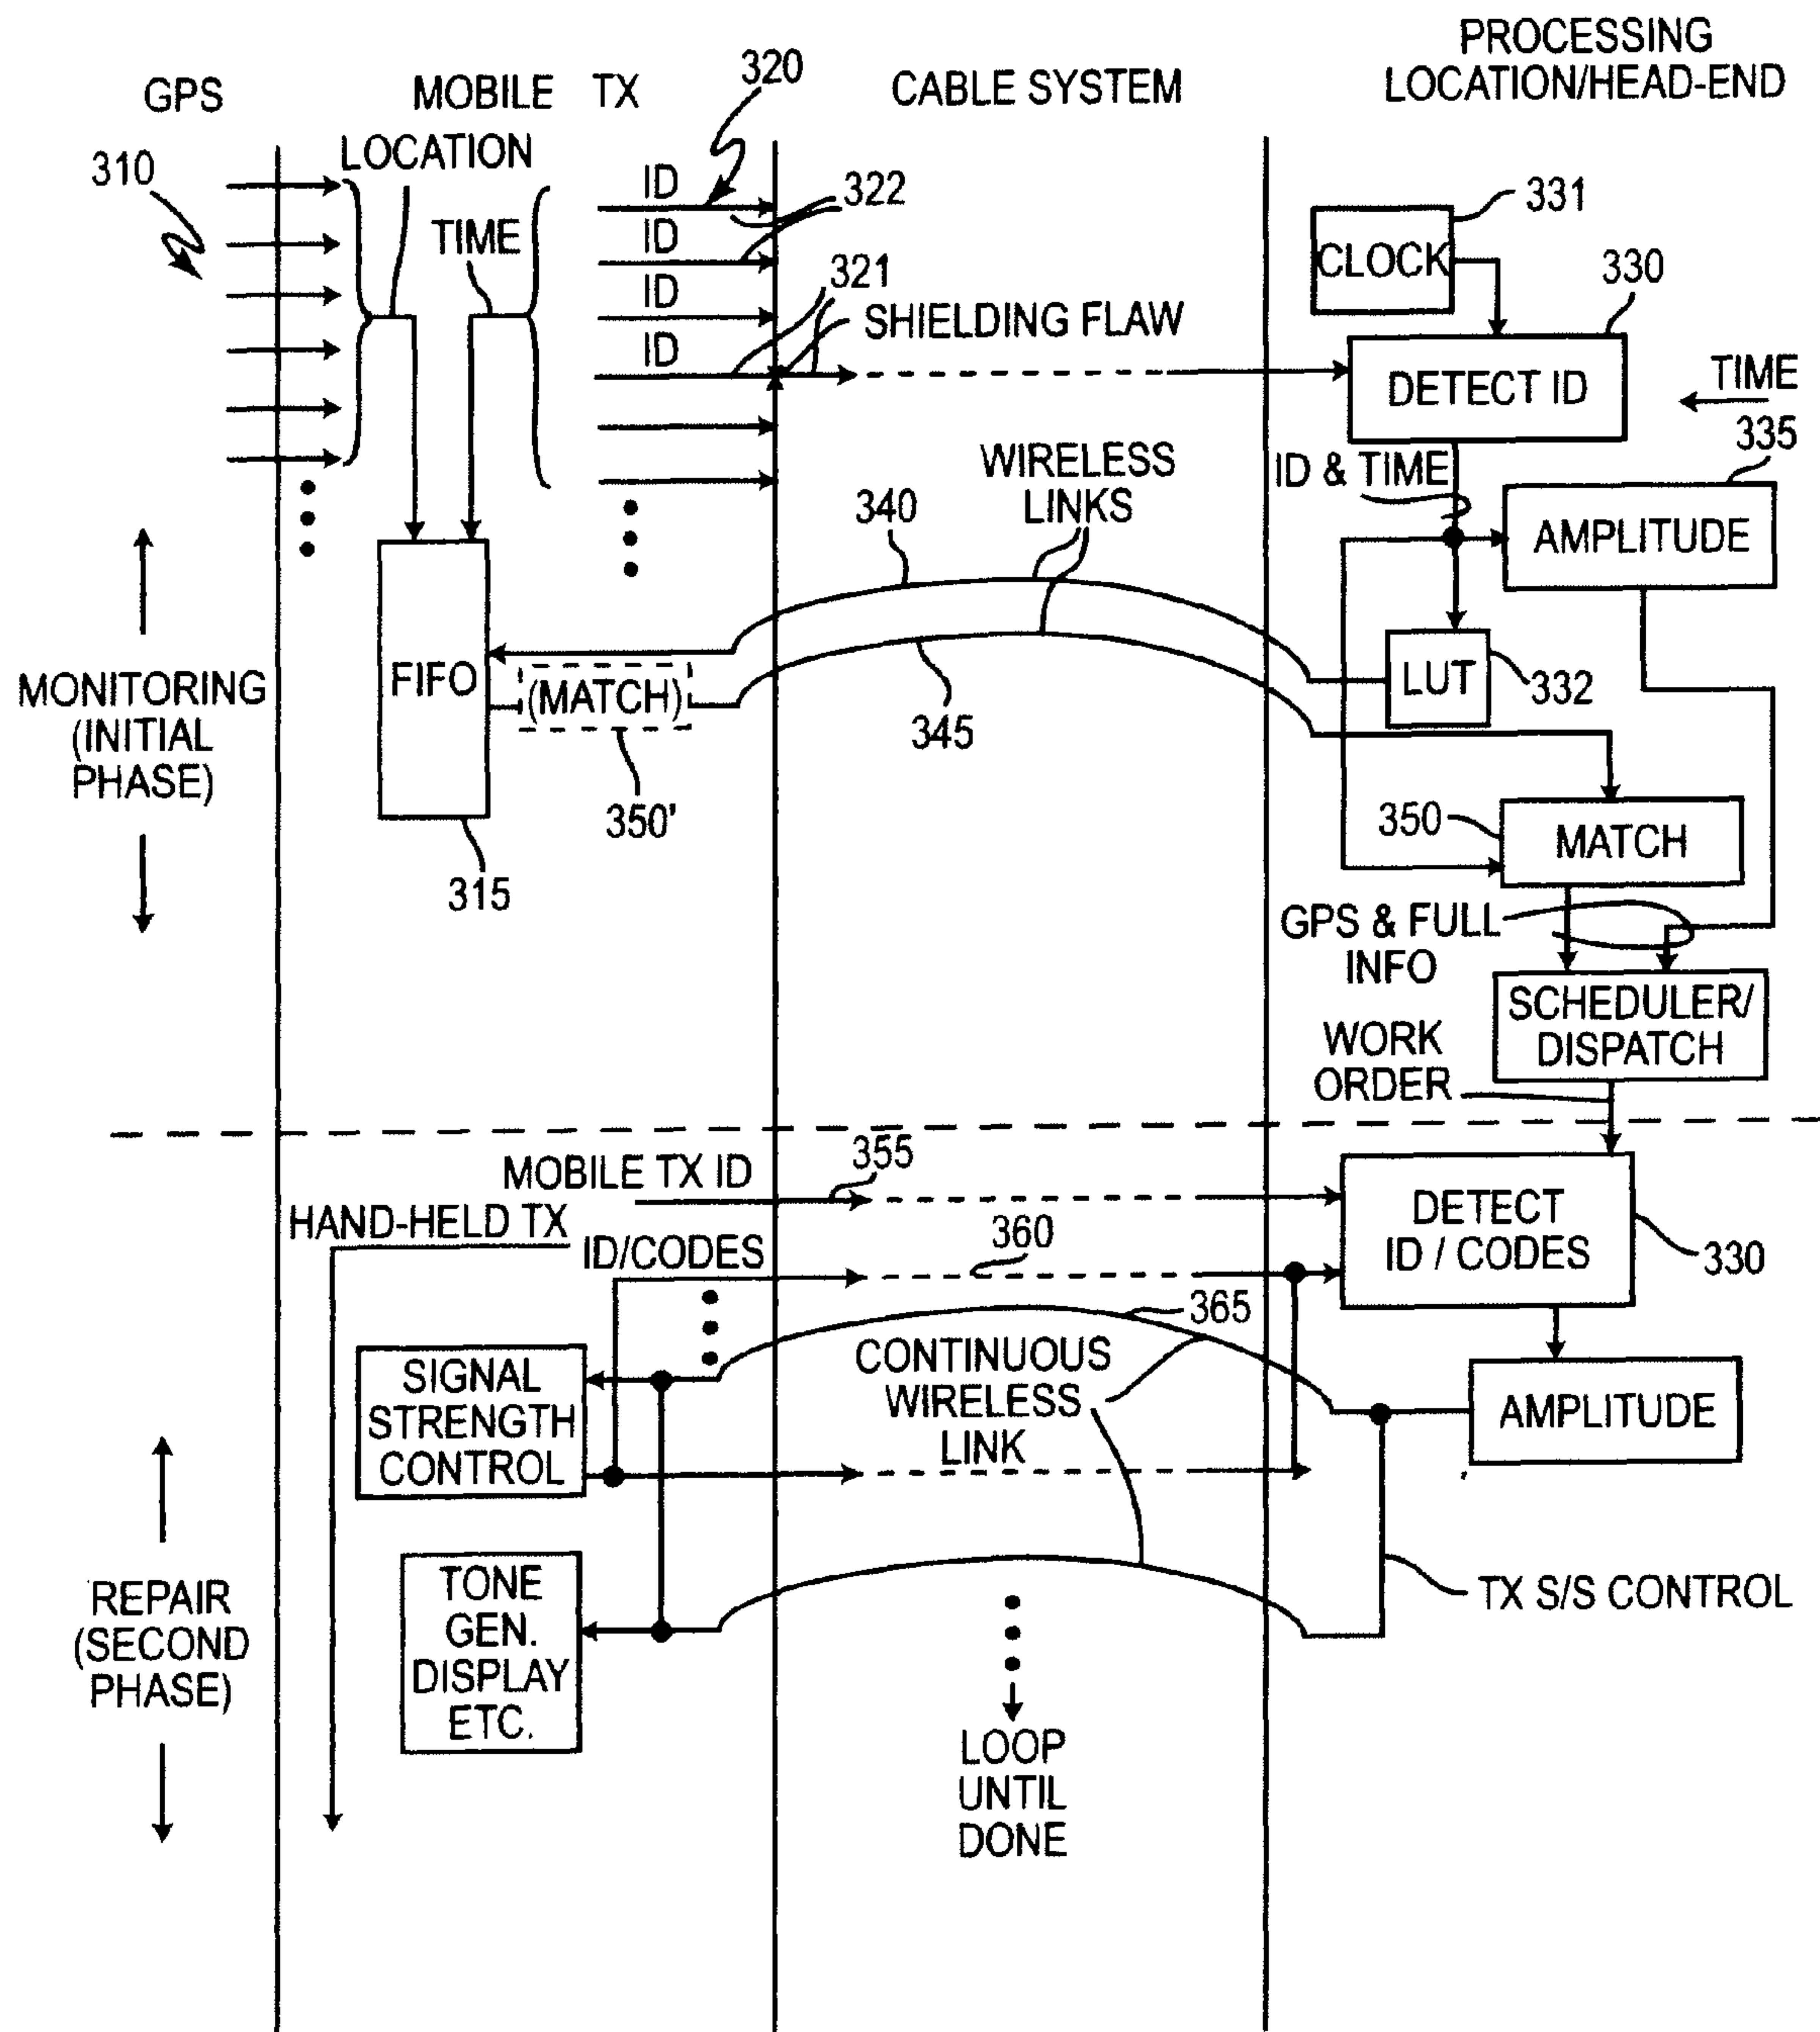 GPS
MOBILE TX
CABLE SYSTEM
PROCESSING
LOCATION/HEAD-END
310
LOCATION
TIME
320
ID
ID
ID
ID
322
321
SHIELDING FLAW
331
CLOCK
330
DETECT ID
TIME
335
ID & TIME
AMPLITUDE
WIRELESS
LINKS
340
345
FIFO
(MATCH)
350'
315
LUT
332
350
MATCH
GPS & FULL
INFO
SCHEDULER/
DISPATCH
WORK
ORDER
MONITORING
(INITIAL
PHASE)
MOBILE TX ID
355
HAND-HELD TX
ID/CODES
360
DETECT
ID / CODES
330
365
SIGNAL
STRENGTH
CONTROL
CONTINUOUS
WIRELESS
LINK
AMPLITUDE
TONE
GEN.
DISPLAY
ETC.
TX S/S CONTROL
REPAIR
(SECOND
PHASE)
LOOP
UNTIL
DONE